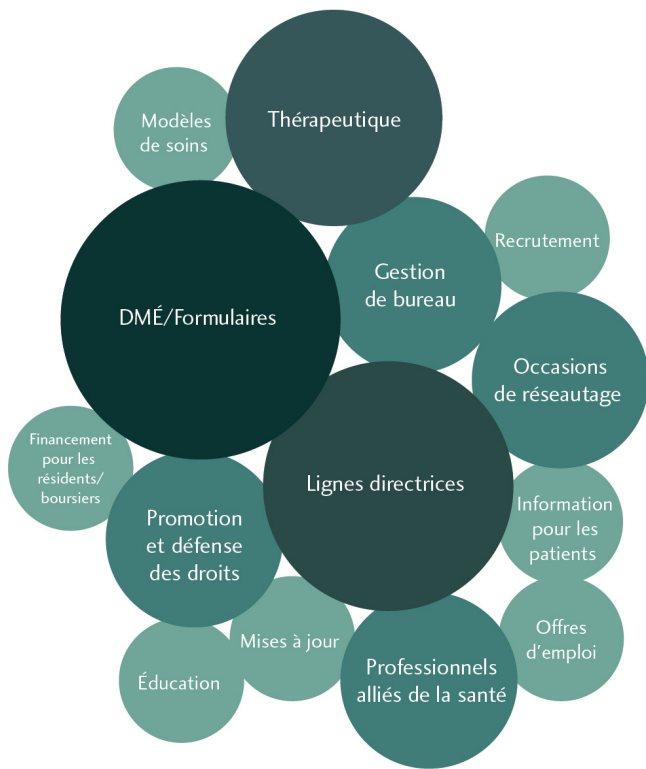 Modèles
de soins
Thérapeutique
Recrutement
Gestion
de bureau
DMÉ/Formulaires
Occasions
de réseautage
Financement
pour les
résidents/
boursiers
Lignes directrices
Information
pour les
patients
Promotion
et défense
des droits
Mises à jour
Offres
d'emploi
Éducation
Professionnels
alliés de la santé